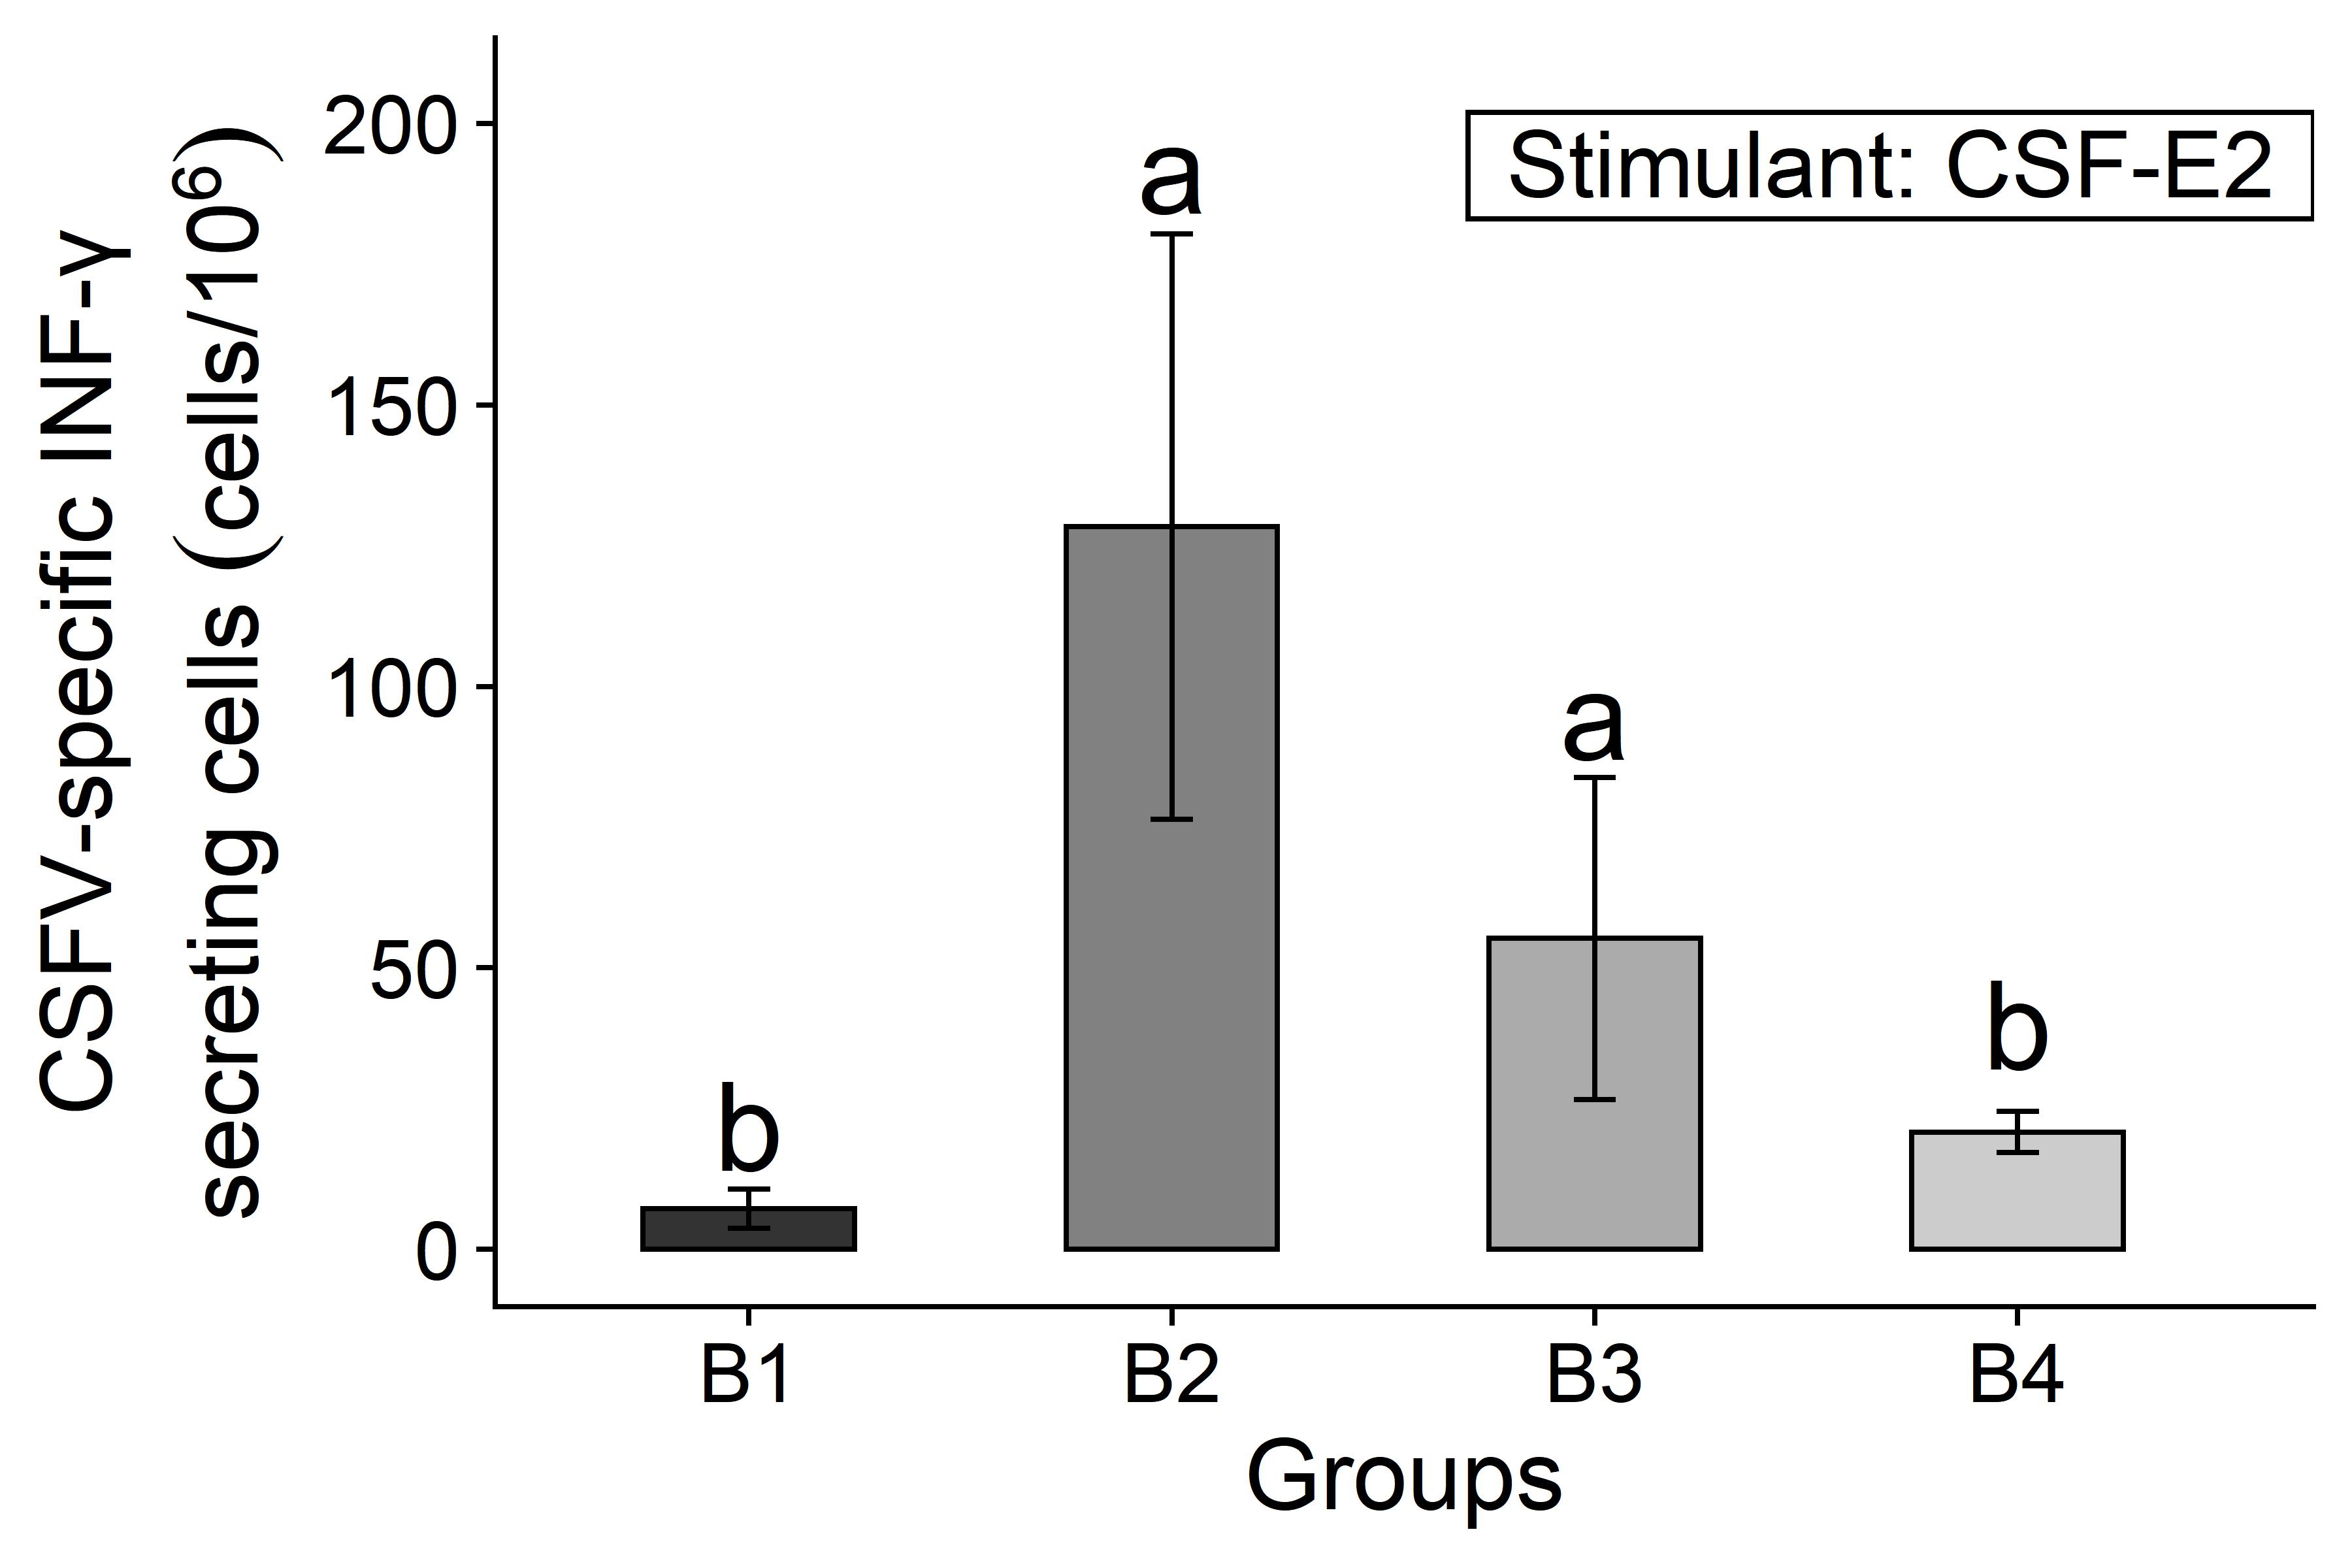 CSFV-specific INF-γ
secreting cells (cells/10⁶)
200
150
100
50
0
Stimulant: CSF-E2
b
a
a
b
B1
B2
B3
B4
Groups